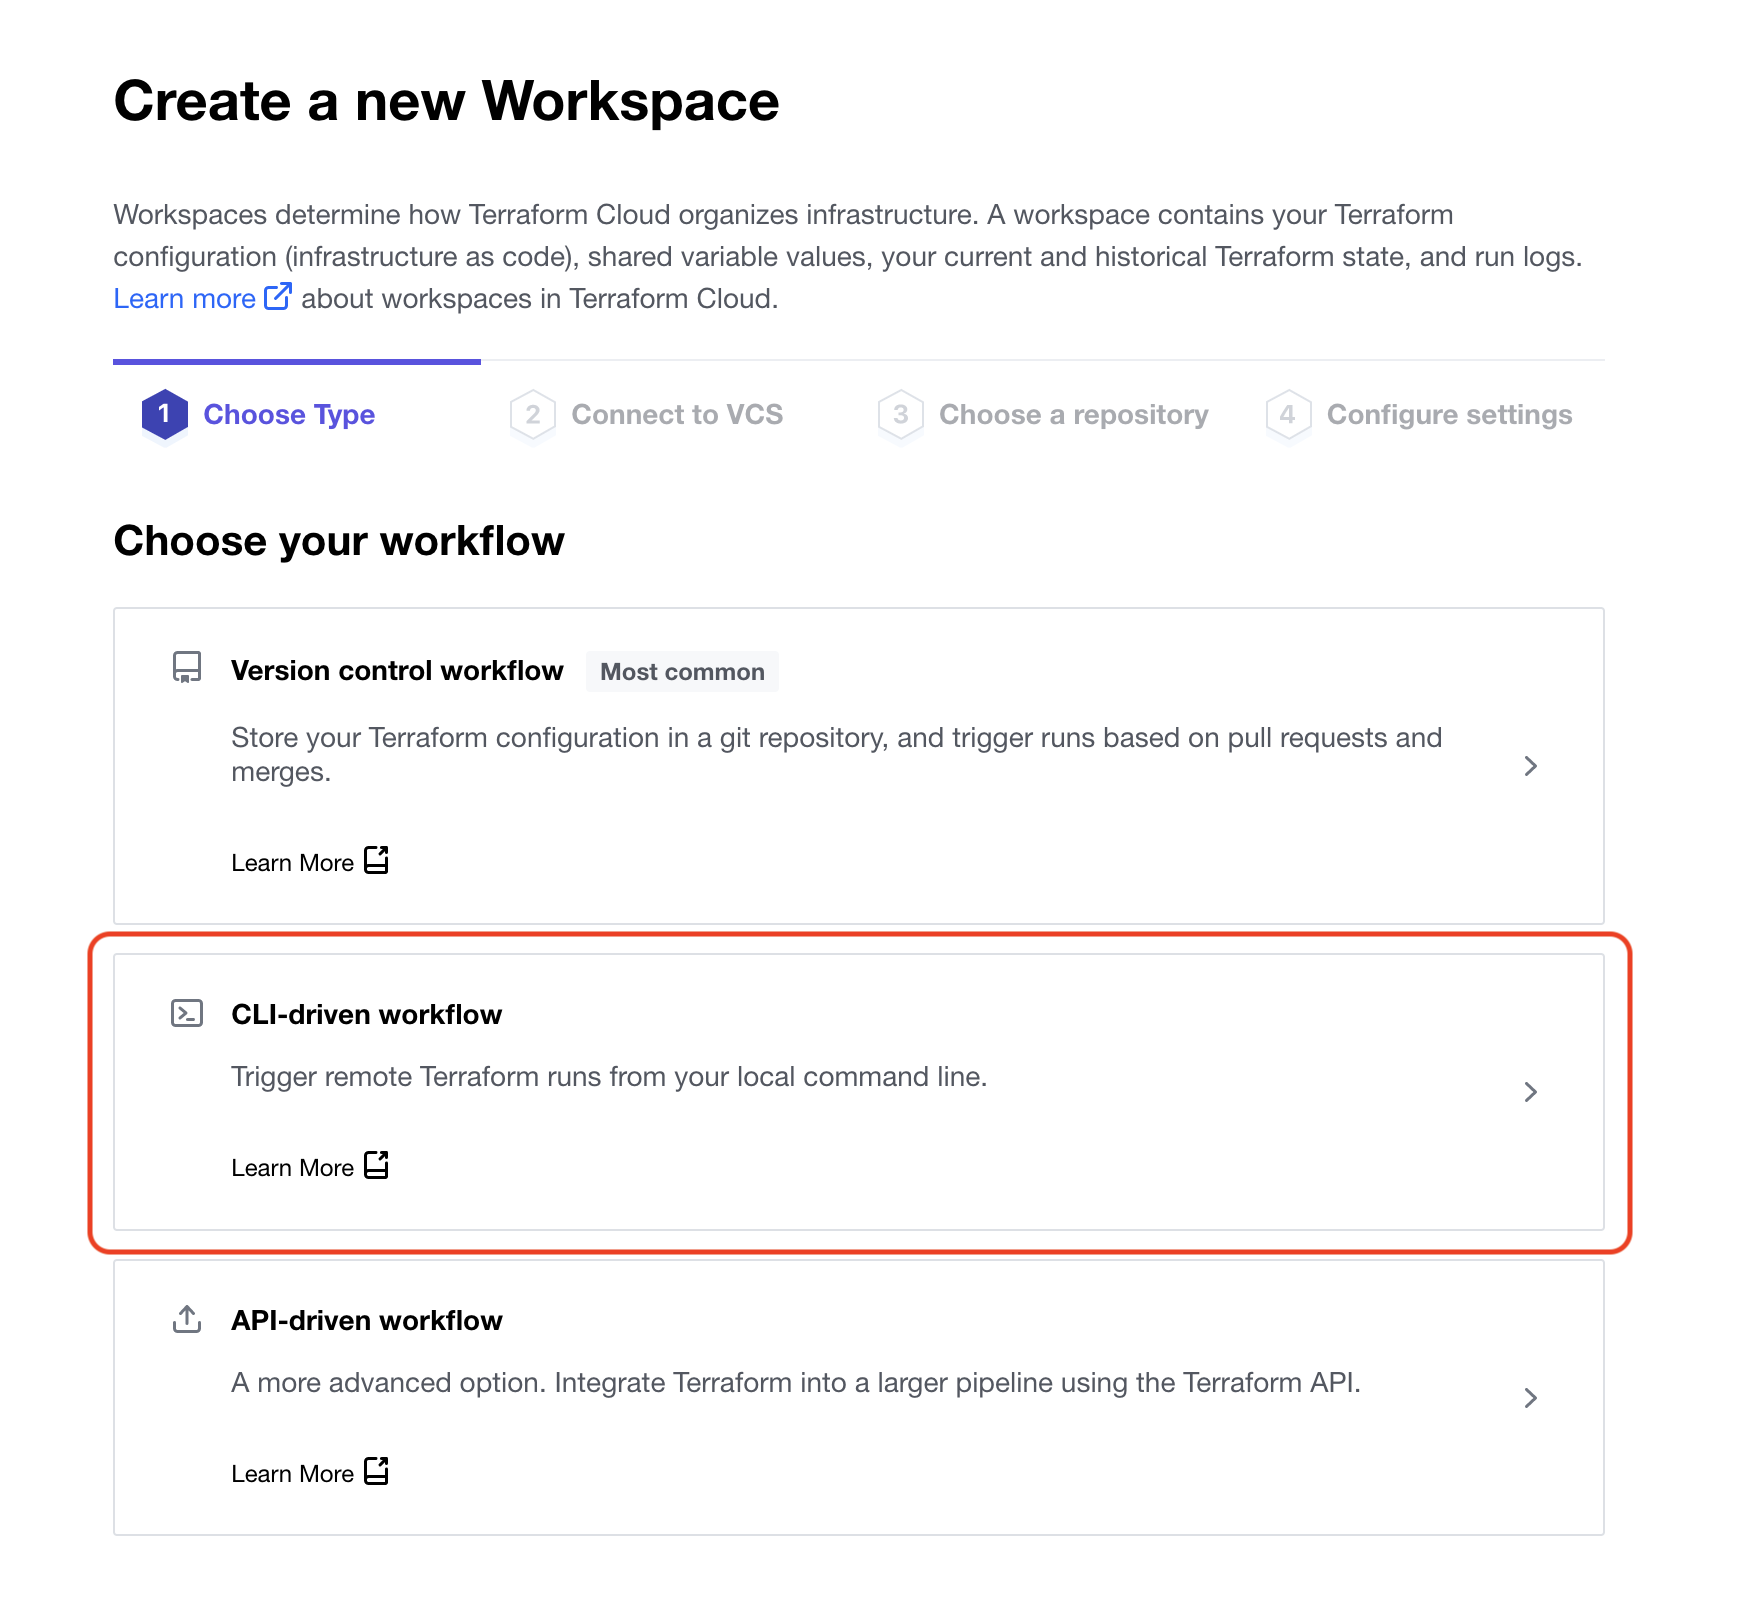 Create a new Workspace
Workspaces determine how Terraform Cloud organizes infrastructure. A workspace contains your Terraform
configuration (infrastructure as code), shared variable values, your current and historical Terraform state, and run logs.
Learn more about workspaces in Terraform Cloud.
1 Choose Type 2 Connect to VCS 3 Choose a repository 4 Configure settings
Choose your workflow
Version control workflow Most common
Store your Terraform configuration in a git repository, and trigger runs based on pull requests and
merges.
Learn More
CLI-driven workflow
Trigger remote Terraform runs from your local command line.
Learn More
API-driven workflow
A more advanced option. Integrate Terraform into a larger pipeline using the Terraform API.
Learn More